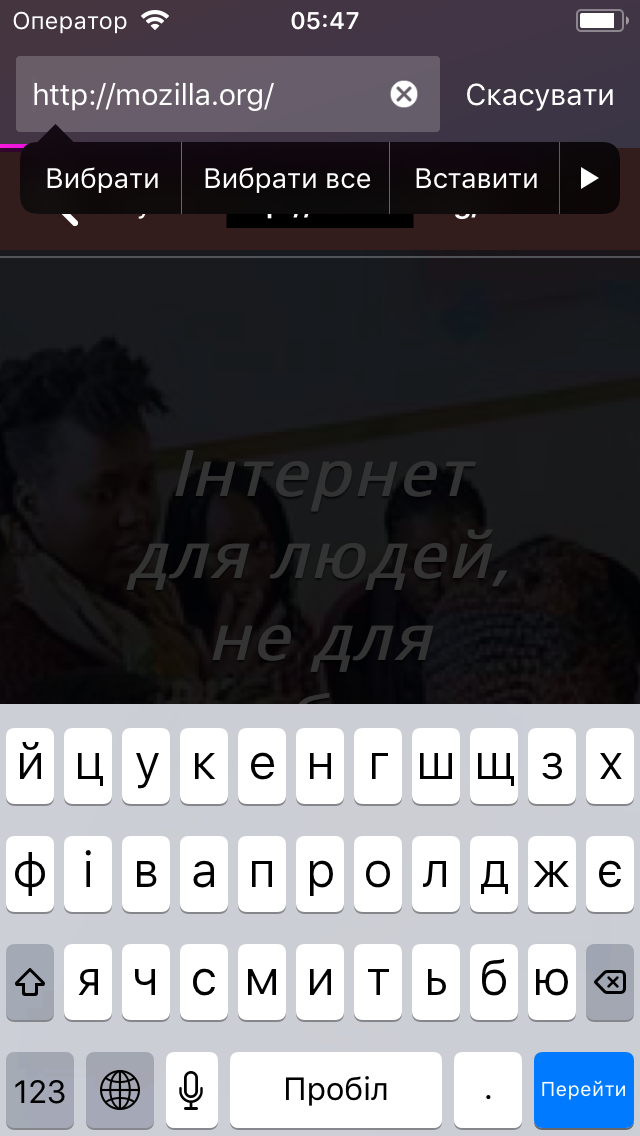 Оператор 05:47
http://mozilla.org/ Скасувати
Вибрати Вибрати все Вставити
Інтернет
для людей,
не для
й ц у к е н г ш щ з х
ф і в а п р о л д ж є
я ч с м и т ь б ю
123 Пробіл . Перейти